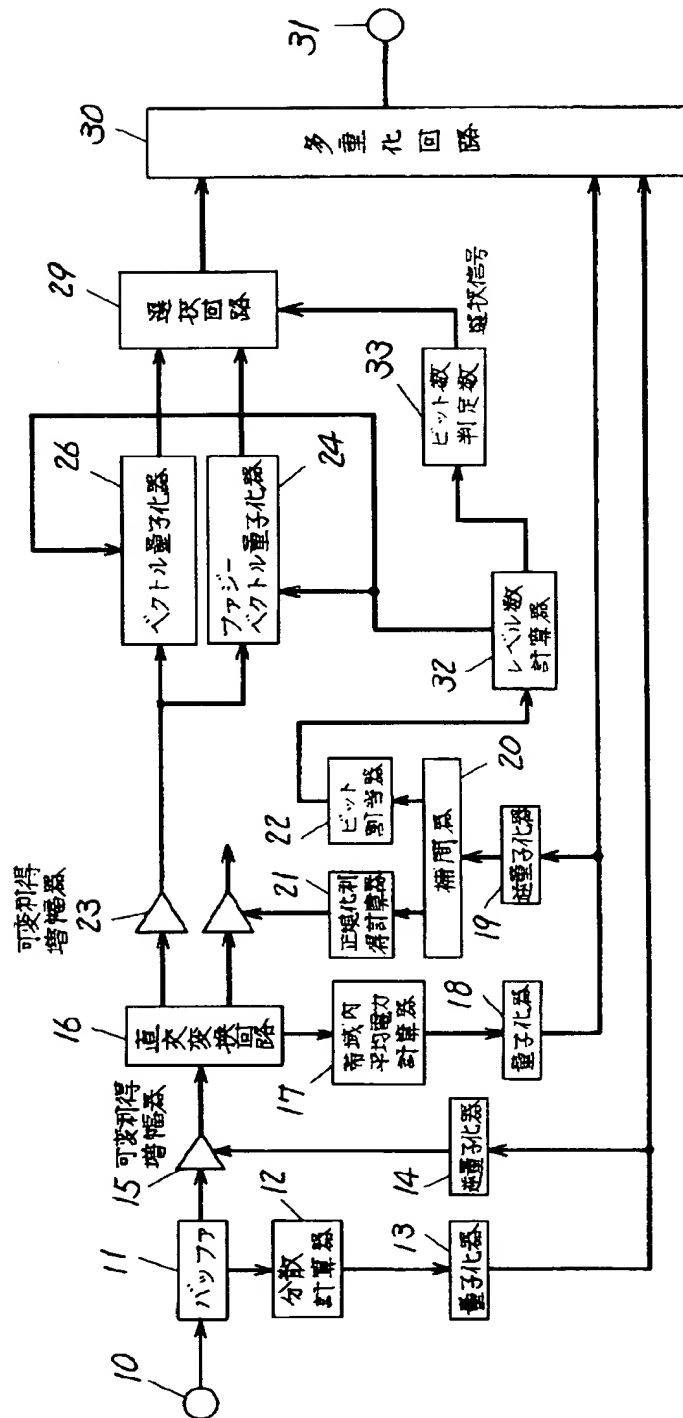 10
11
バッファ
12
分散
計算器
13
量子化器
14
逆量子化器
15
可変利得
増幅器
16
直交変換回路
17
帯域内
平均電力
計算器
18
量子化器
19
逆量子化器
20
補間器
21
正規化利
得計算器
22
ビット
割当器
可変利得
増幅器
23
26
ベクトル量子化器
24
ファジー
ベクトル量子化器
32
レベル数
計算器
33
ビット数
判定数
選択信号
29
選択
回路
30
多重化回路
31